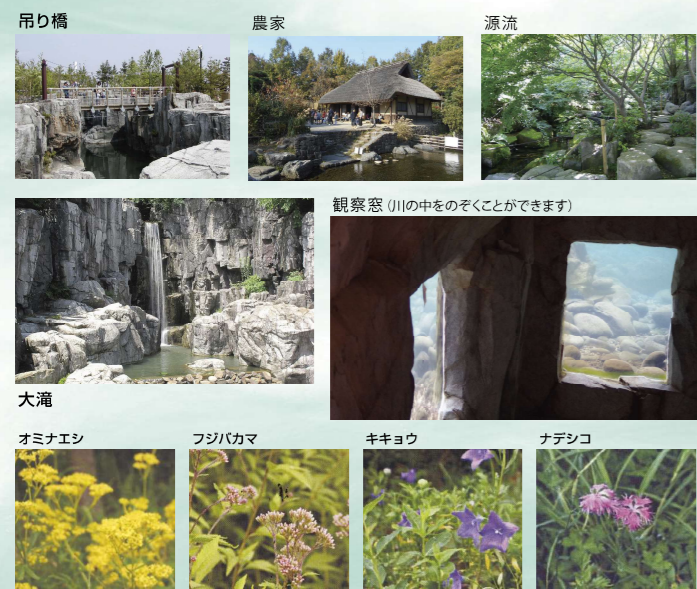 吊り橋
農家
源流
観察窓(川の中をのぞくことができます)
大滝
オミナエシ
フジバカマ
キキョウ
ナデシコ